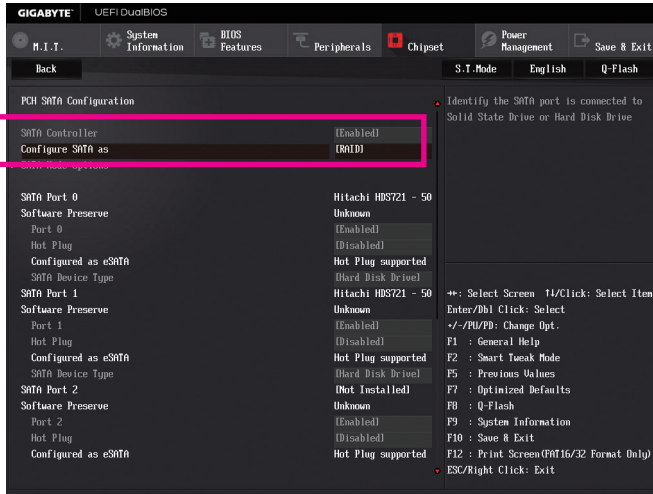 GIGABYTE™ UEFI DualBIOS
M.I.T. System Information BIOS Features Peripherals Chipset Power Management Save & Exit
Back S.T.Mode English Q-Flash
PCH SATA Configuration
SATA Controller [Enabled]
Configure SATA as [RAID]
SATA Mode options
SATA Port 0 Hitachi HDS721 - 50
Software Preserve Unknown
Port 0 [Enabled]
Hot Plug [Disabled]
Configured as eSATA Hot Plug supported
SATA Device Type [Hard Disk Drive]
SATA Port 1 Hitachi HDS721 - 50
Software Preserve Unknown
Port 1 [Enabled]
Hot Plug [Disabled]
Configured as eSATA Hot Plug supported
SATA Device Type [Hard Disk Drive]
SATA Port 2 [Not Installed]
Software Preserve Unknown
Port 2 [Enabled]
Hot Plug [Disabled]
Configured as eSATA Hot Plug supported
Identify the SATA port is connected to
Solid State Drive or Hard Disk Drive
→←: Select Screen ↑↓/Click: Select Item
Enter/Dbl Click: Select
+/-/PU/PD: Change Opt.
F1 : General Help
F2 : Smart Tweak Mode
F5 : Previous Values
F7 : Optimized Defaults
F8 : Q-Flash
F9 : System Information
F10 : Save & Exit
F12 : Print Screen(FAT16/32 Format Only)
ESC/Right Click: Exit